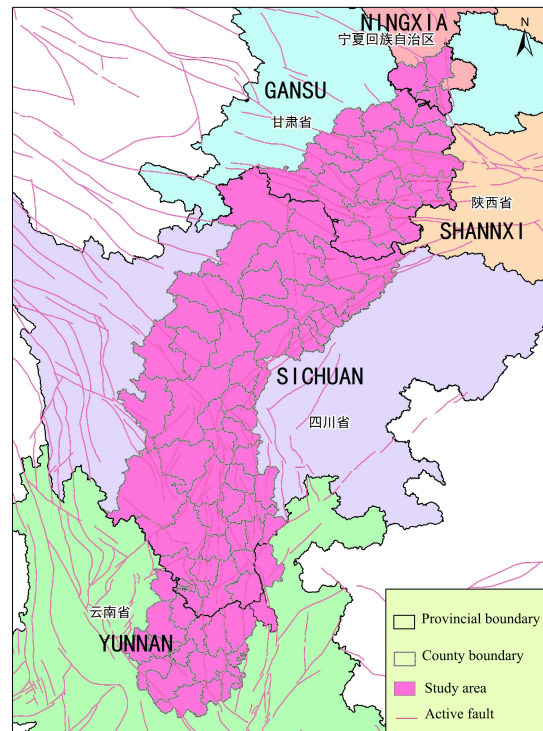 NINGXIA
宁夏回族自治区
N
GANSU
甘肃省
陕西省
SHANNXI
SICHUAN
四川省
云南省
YUNNAN
Provincial boundary
County boundary
Study area
Active fault